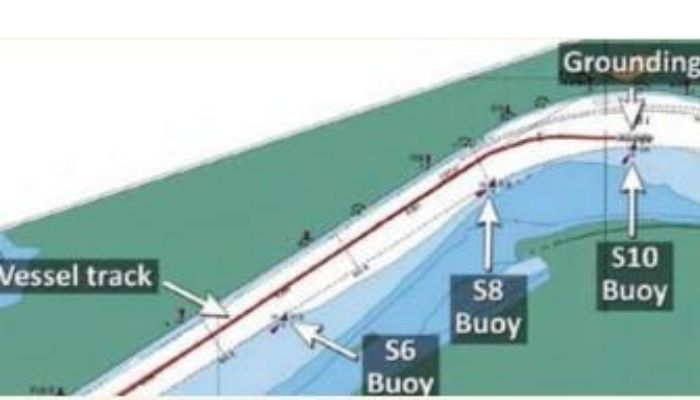 Grounding
Vessel track
S10
Buoy
S8
Buoy
S6
Buoy